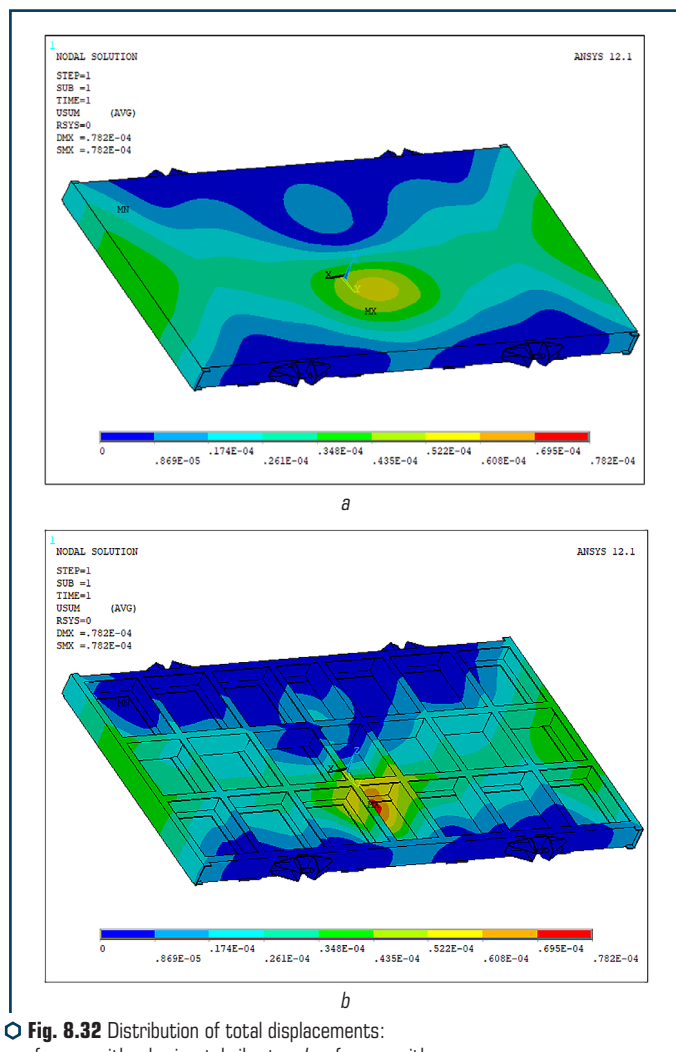 1
NODAL SOLUTION
ANSYS 12.1
STEP=1
SUB =1
TIME=1
USUM (AVG)
RSYS=0
DMX =.782E-04
SMX =.782E-04
MN
X
Y
MX
0 .174E-04 .348E-04 .522E-04 .695E-04
.869E-05 .261E-04 .435E-04 .608E-04 .782E-04
a
1
NODAL SOLUTION
ANSYS 12.1
STEP=1
SUB =1
TIME=1
USUM (AVG)
RSYS=0
DMX =.782E-04
SMX =.782E-04
MN
Z
X
0 .174E-04 .348E-04 .522E-04 .695E-04
.869E-05 .261E-04 .435E-04 .608E-04 .782E-04
b
Fig. 8.32 Distribution of total displacements: